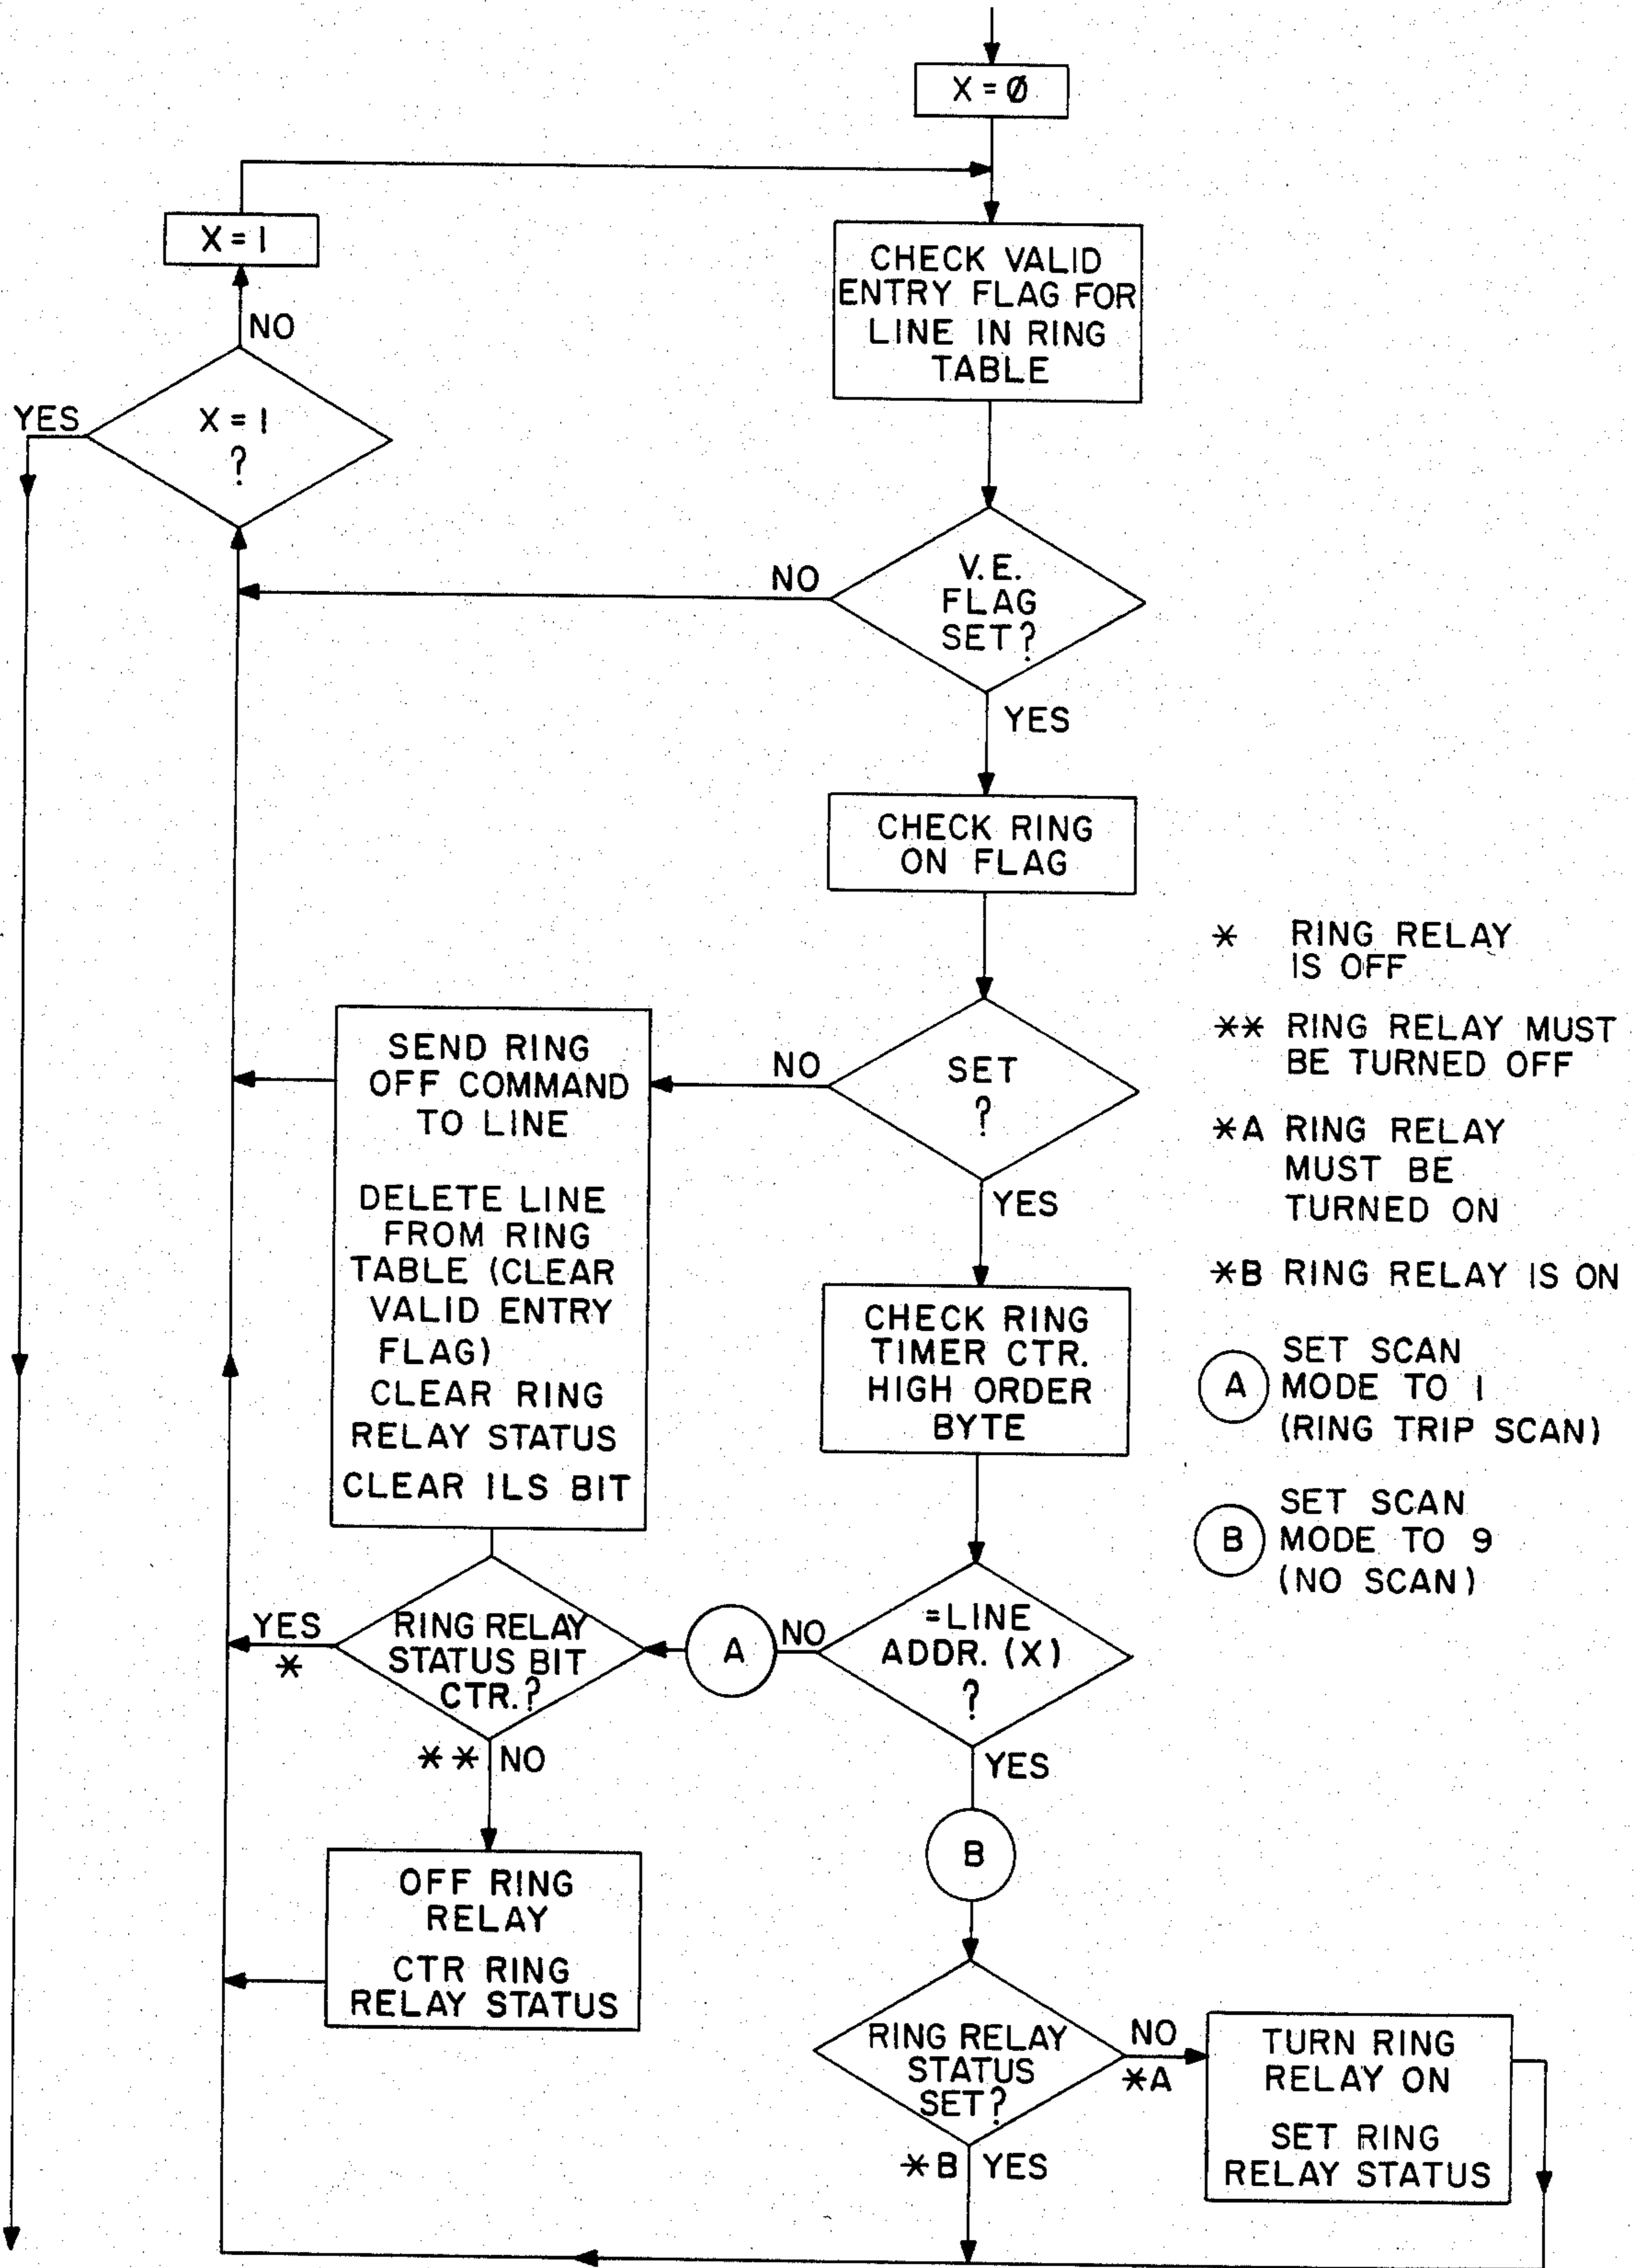 X = Ø
X = 1
CHECK VALID
ENTRY FLAG FOR
LINE IN RING
TABLE
NO
YES
X = 1
?
NO
V. E.
FLAG
SET?
YES
CHECK RING
ON FLAG
* RING RELAY
IS OFF
** RING RELAY MUST
BE TURNED OFF
*A RING RELAY
MUST BE
TURNED ON
*B RING RELAY IS ON
A SET SCAN
MODE TO 1
(RING TRIP SCAN)
B SET SCAN
MODE TO 9
(NO SCAN)
SEND RING
OFF COMMAND
TO LINE
DELETE LINE
FROM RING
TABLE (CLEAR
VALID ENTRY
FLAG)
CLEAR RING
RELAY STATUS
CLEAR ILS BIT
NO
SET
?
YES
CHECK RING
TIMER CTR.
HIGH ORDER
BYTE
YES
*
RING RELAY
STATUS BIT
CTR.?
A
NO
=LINE
ADDR. (X)
?
** NO
YES
B
OFF RING
RELAY
CTR RING
RELAY STATUS
RING RELAY
STATUS
SET?
NO
*A
TURN RING
RELAY ON
SET RING
RELAY STATUS
*B YES